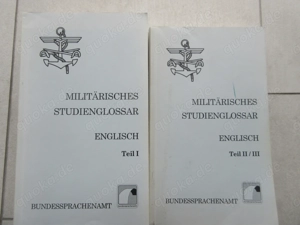 MILITÄRISCHES
STUDIENGLOSSAR
ENGLISCH
Teil I
BUNDESSPRACHENAMT
MILITÄRISCHES
STUDIENGLOSSAR
ENGLISCH
Teil II / III
BUNDESSPRACHENAMT